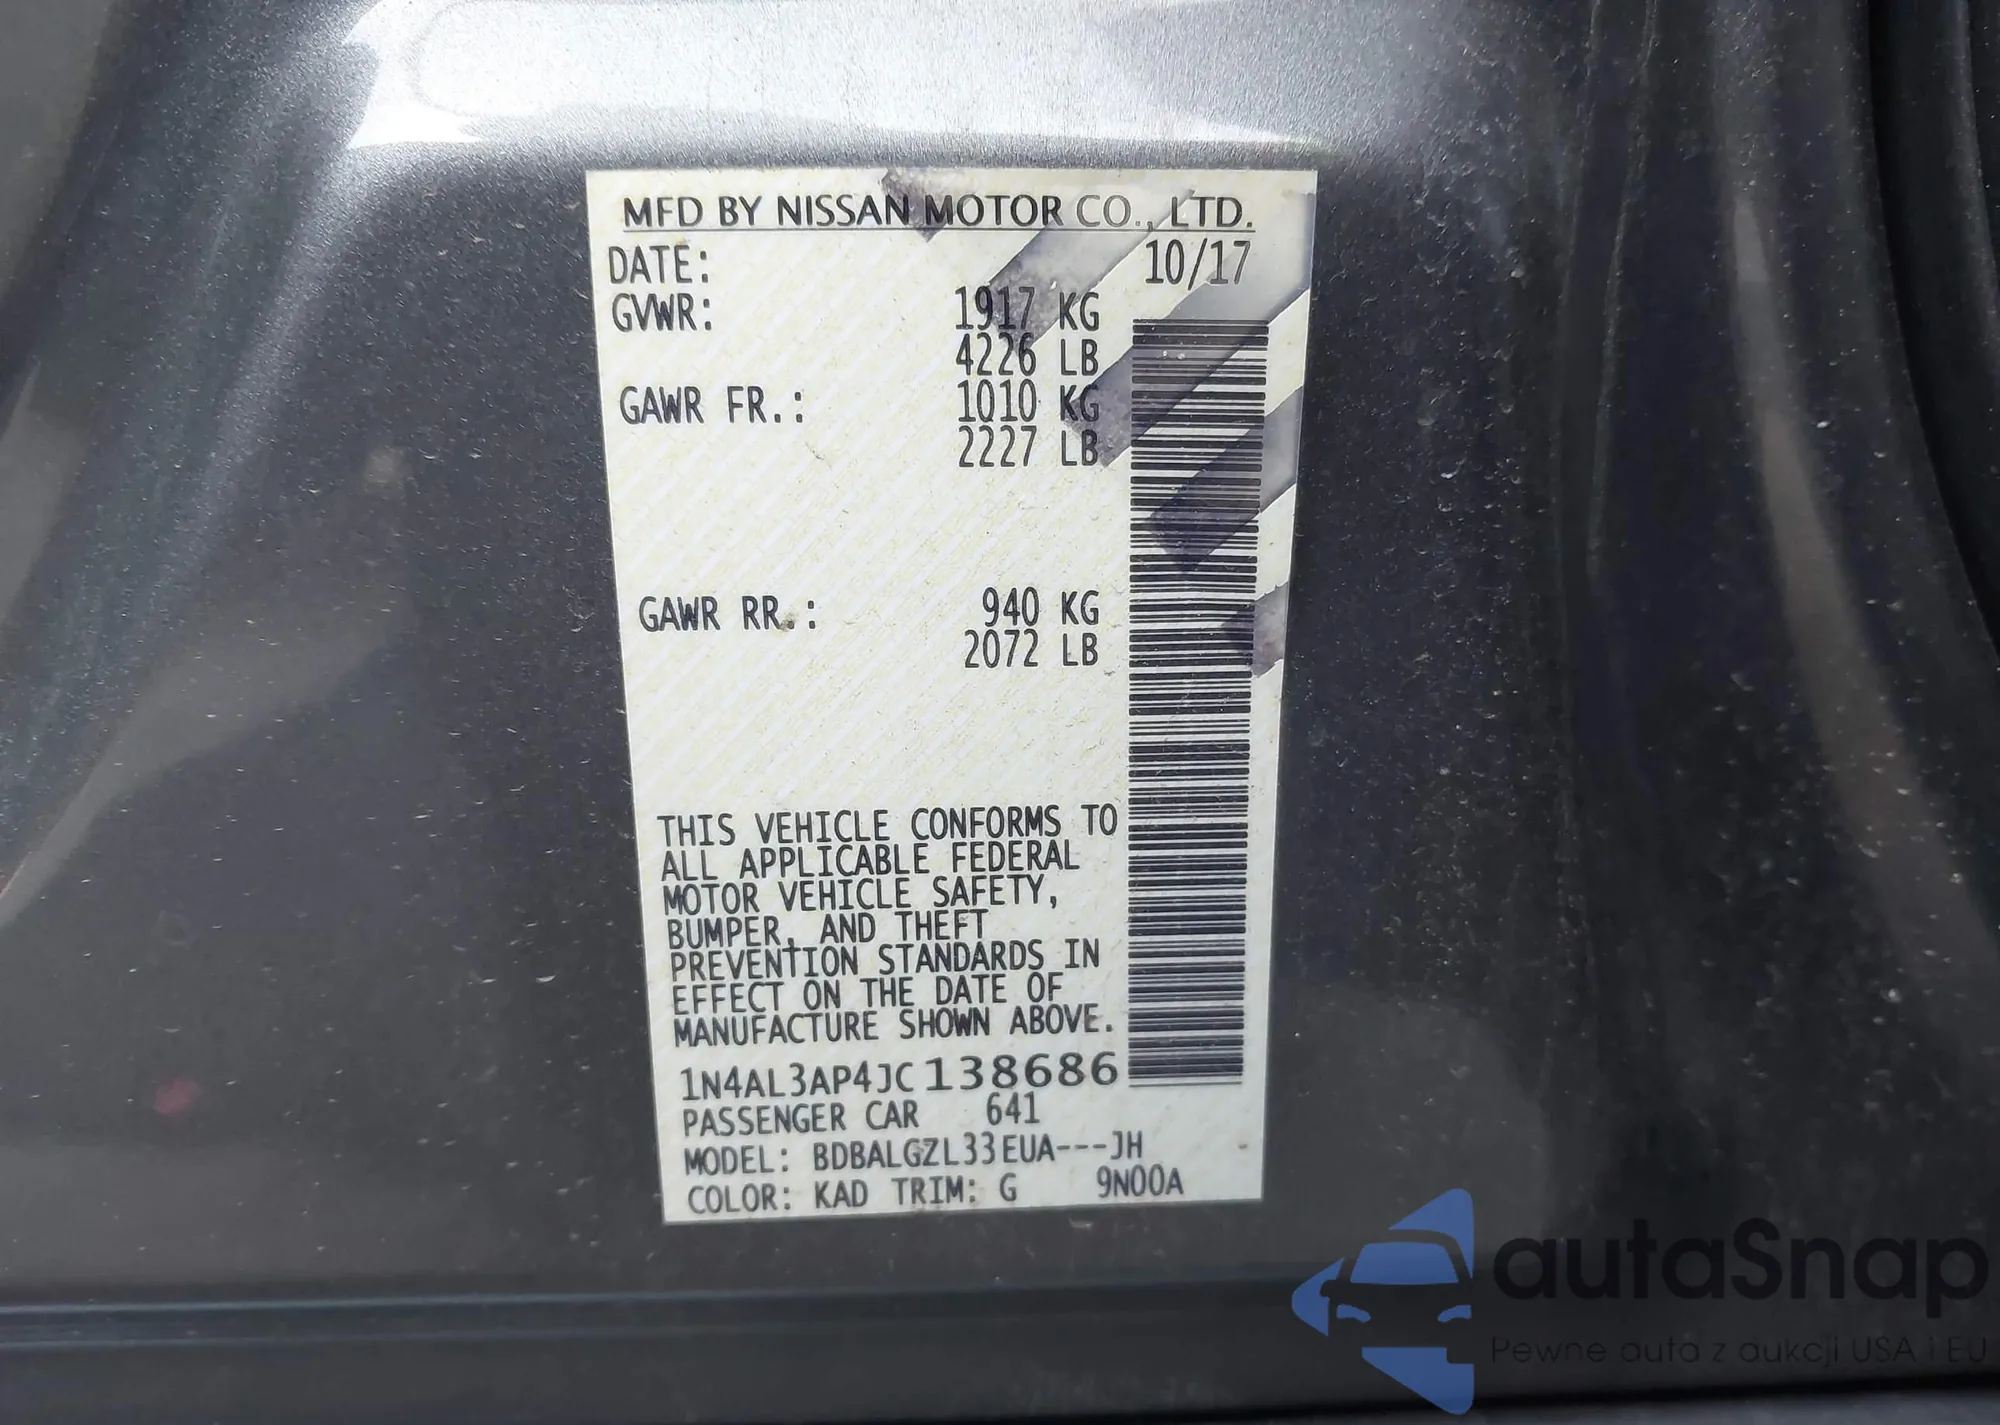 MFD BY NISSAN MOTOR CO., LTD.
DATE: 10/17
GVWR: 1917 KG
4226 LB
GAWR FR.: 1010 KG
2227 LB
GAWR RR.: 940 KG
2072 LB
THIS VEHICLE CONFORMS TO
ALL APPLICABLE FEDERAL
MOTOR VEHICLE SAFETY,
BUMPER, AND THEFT
PREVENTION STANDARDS IN
EFFECT ON THE DATE OF
MANUFACTURE SHOWN ABOVE.
1N4AL3AP4JC138686
PASSENGER CAR 641
MODEL: BDBALGZL33EUA---JH
COLOR: KAD TRIM: G 9N00A
autaSnap
Pewne auta z aukcji USA i EU